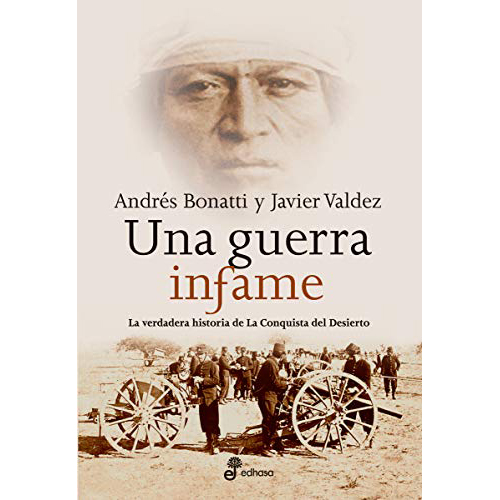 Andrés Bonatti y Javier Valdez
Una guerra
infame
La verdadera historia de La Conquista del Desierto
edhasa